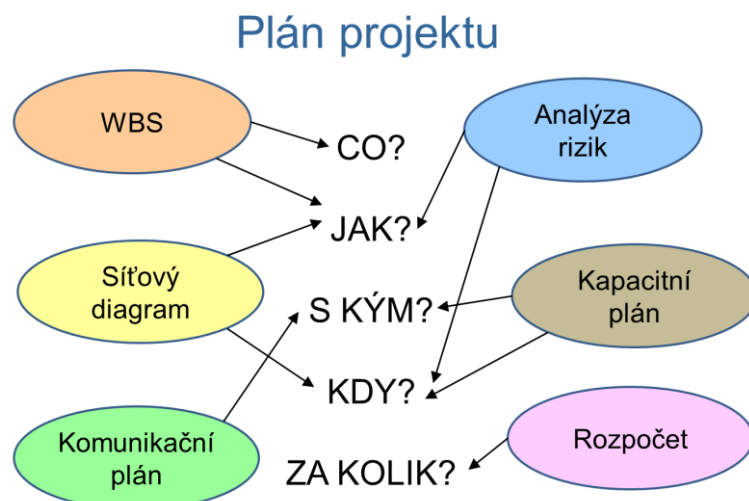 Plán projektu
WBS
CO?
Analýza
rizik
JAK?
Síťový
diagram
S KÝM?
Kapacitní
plán
KDY?
Komunikační
plán
ZA KOLIK?
Rozpočet